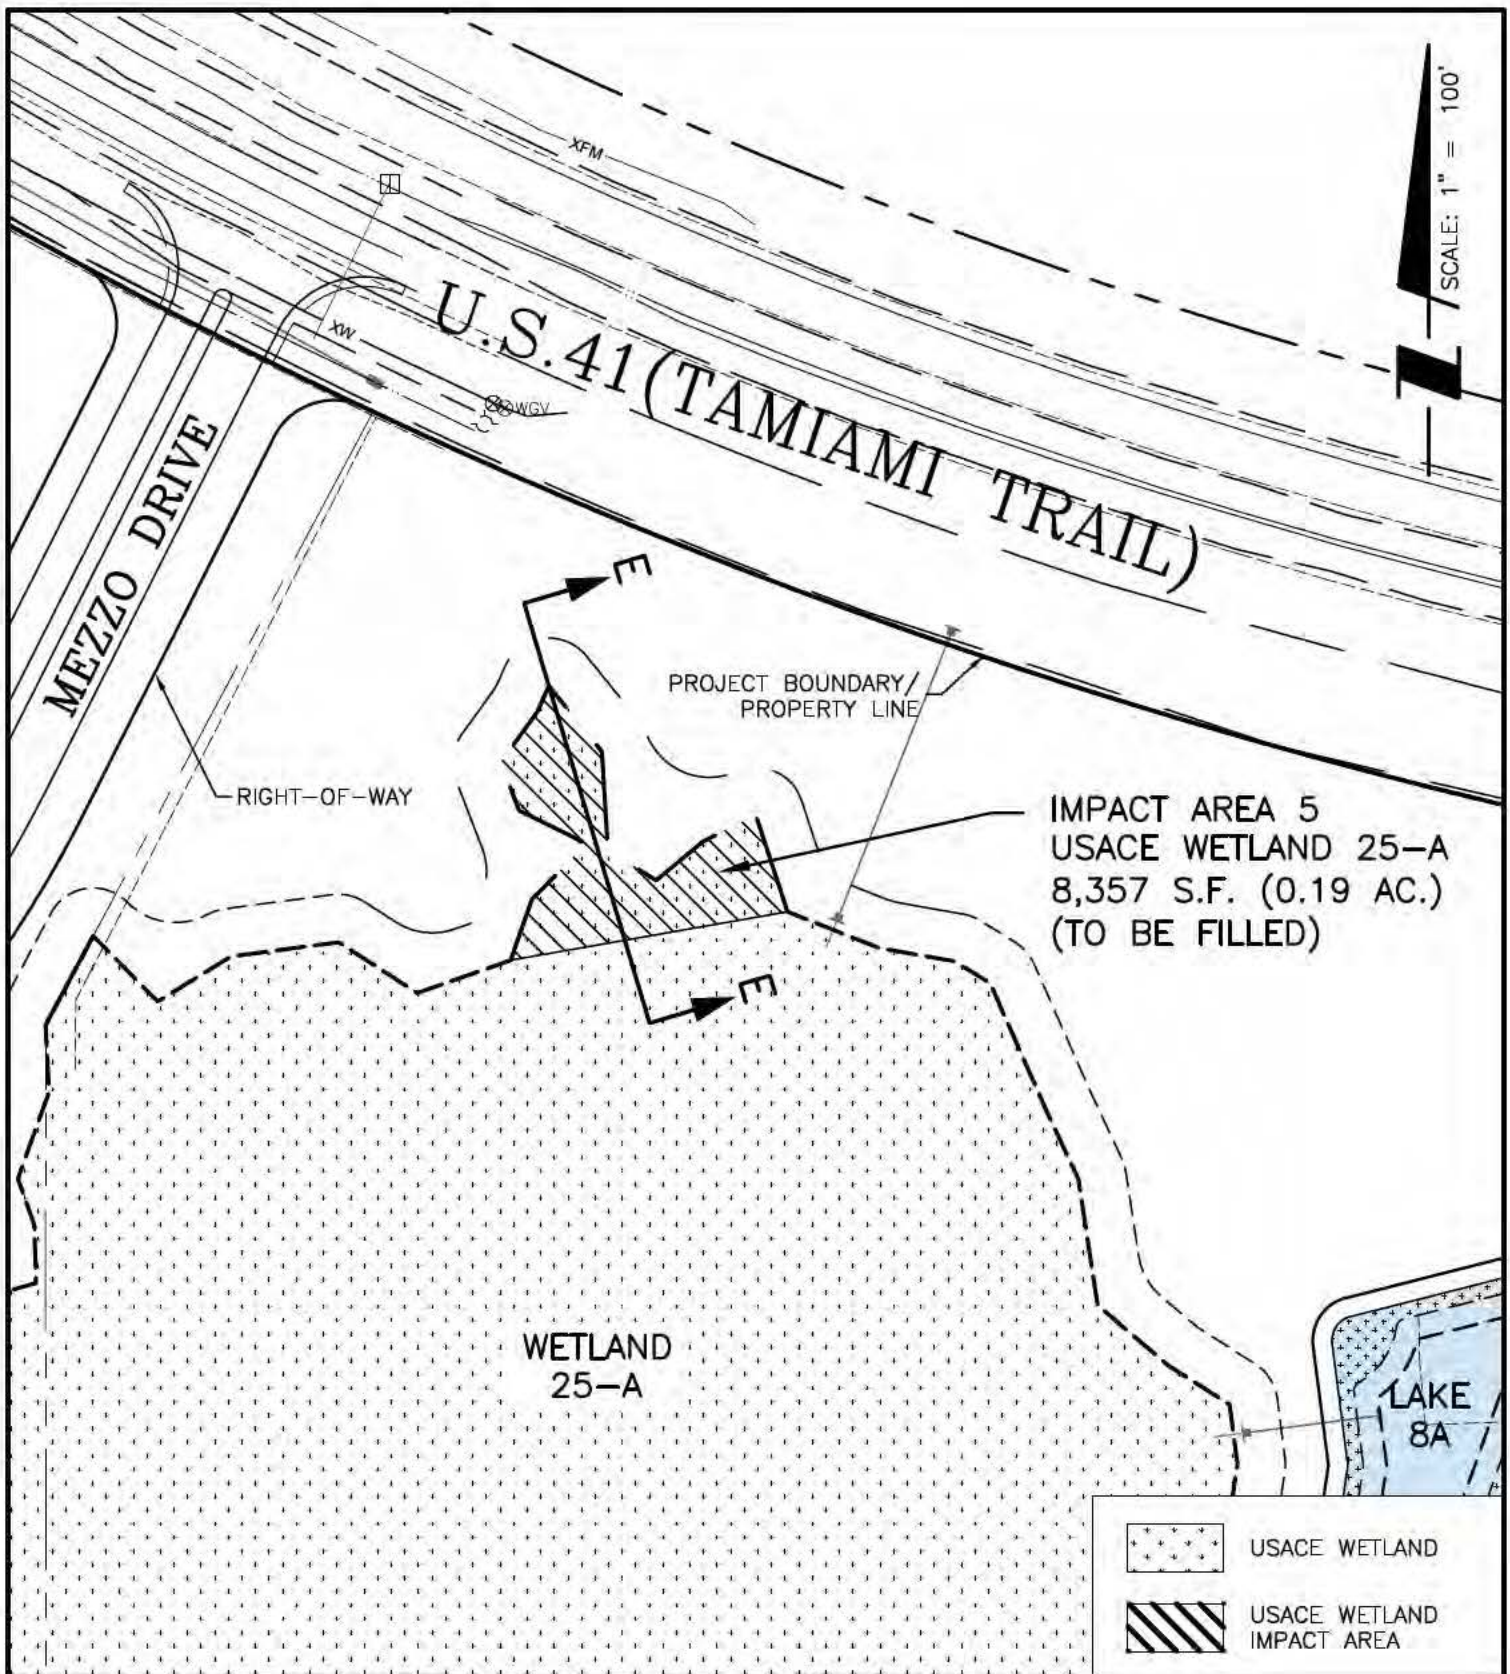 XFM
SCALE: 1" = 100'
XW
U.S.41(TAMIAMI TRAIL)
WGV
MEZZO DRIVE
E
PROJECT BOUNDARY/
PROPERTY LINE
RIGHT-OF-WAY
IMPACT AREA 5
USACE WETLAND 25-A
8,357 S.F. (0.19 AC.)
(TO BE FILLED)
E
WETLAND
25-A
LAKE
8A
USACE WETLAND
USACE WETLAND
IMPACT AREA